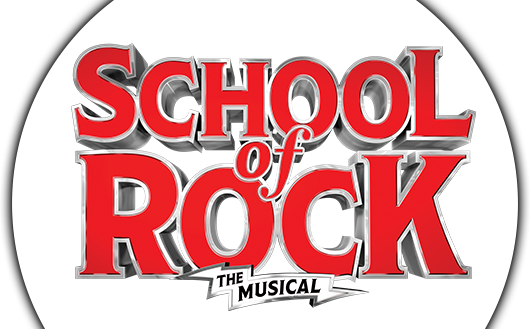 SCHOOL
of
ROCK
THE MUSICAL